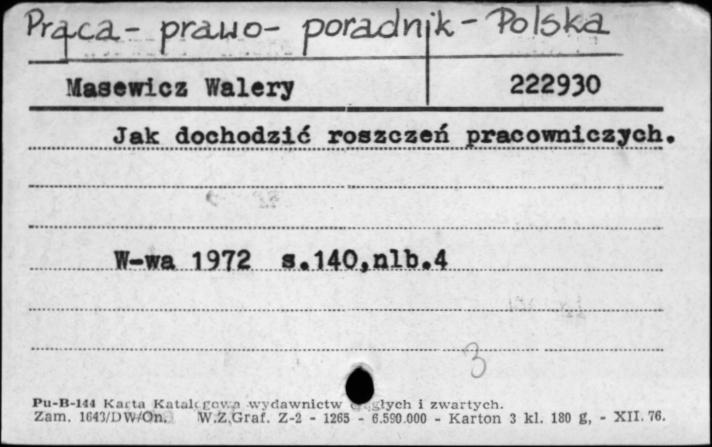 Praca - prawo - poradnik - Polska
Masewicz Walery 222930
Jak dochodzić roszczeń pracowniczych.
W-wa 1972 s.140,nlb.4
3
Pu-B-144 Karta Katalogowa wydawnictw ciągłych i zwartych.
Zam. 1643/DW/On. W.Z.Graf. Z-2 - 1265 - 6.590.000 - Karton 3 kl. 180 g, - XII. 76.